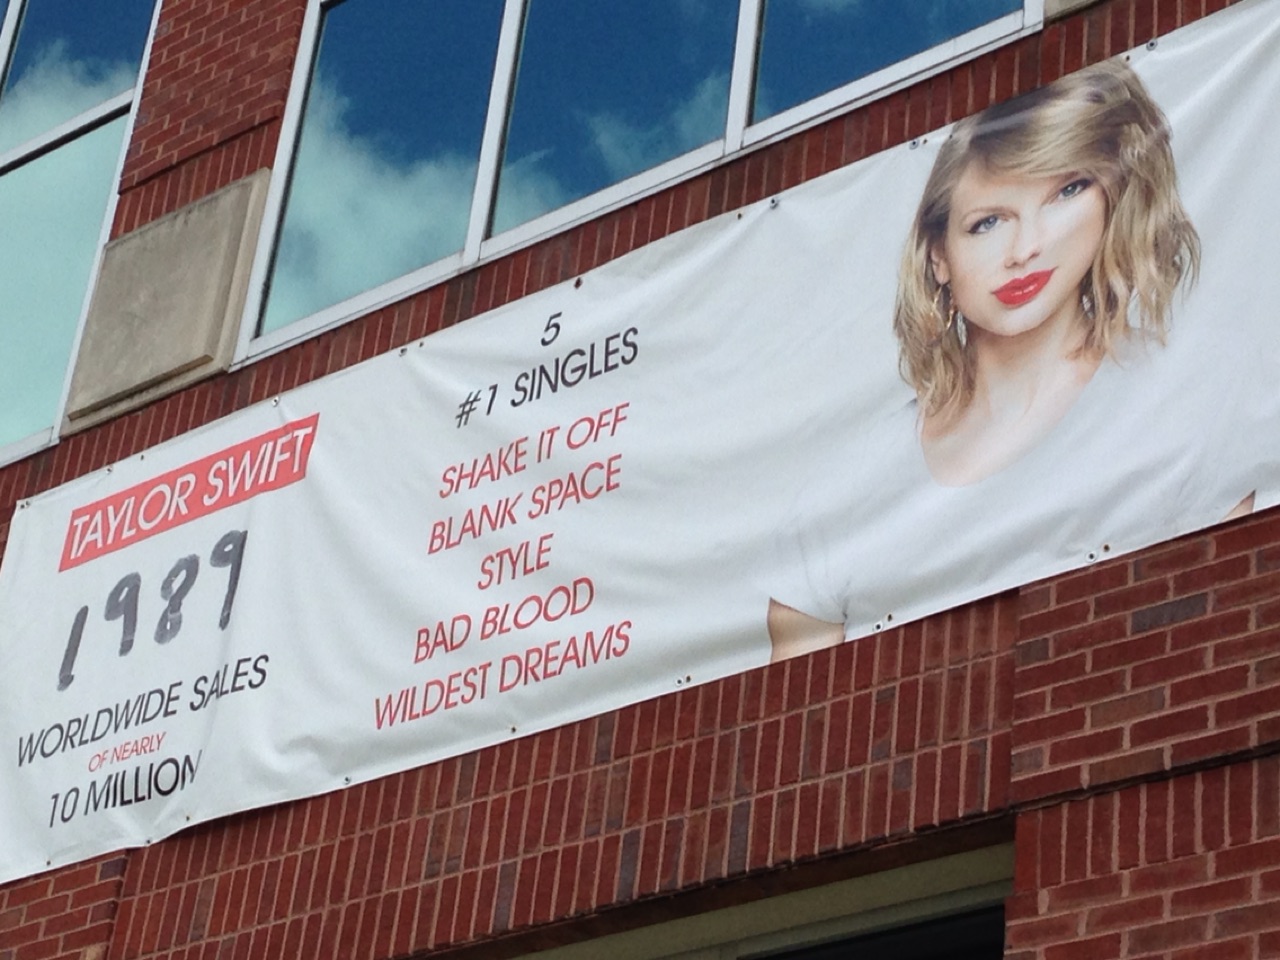 TAYLOR SWIFT
1989
WORLDWIDE SALES
OF NEARLY
10 MILLION
5
#1 SINGLES
SHAKE IT OFF
BLANK SPACE
STYLE
BAD BLOOD
WILDEST DREAMS